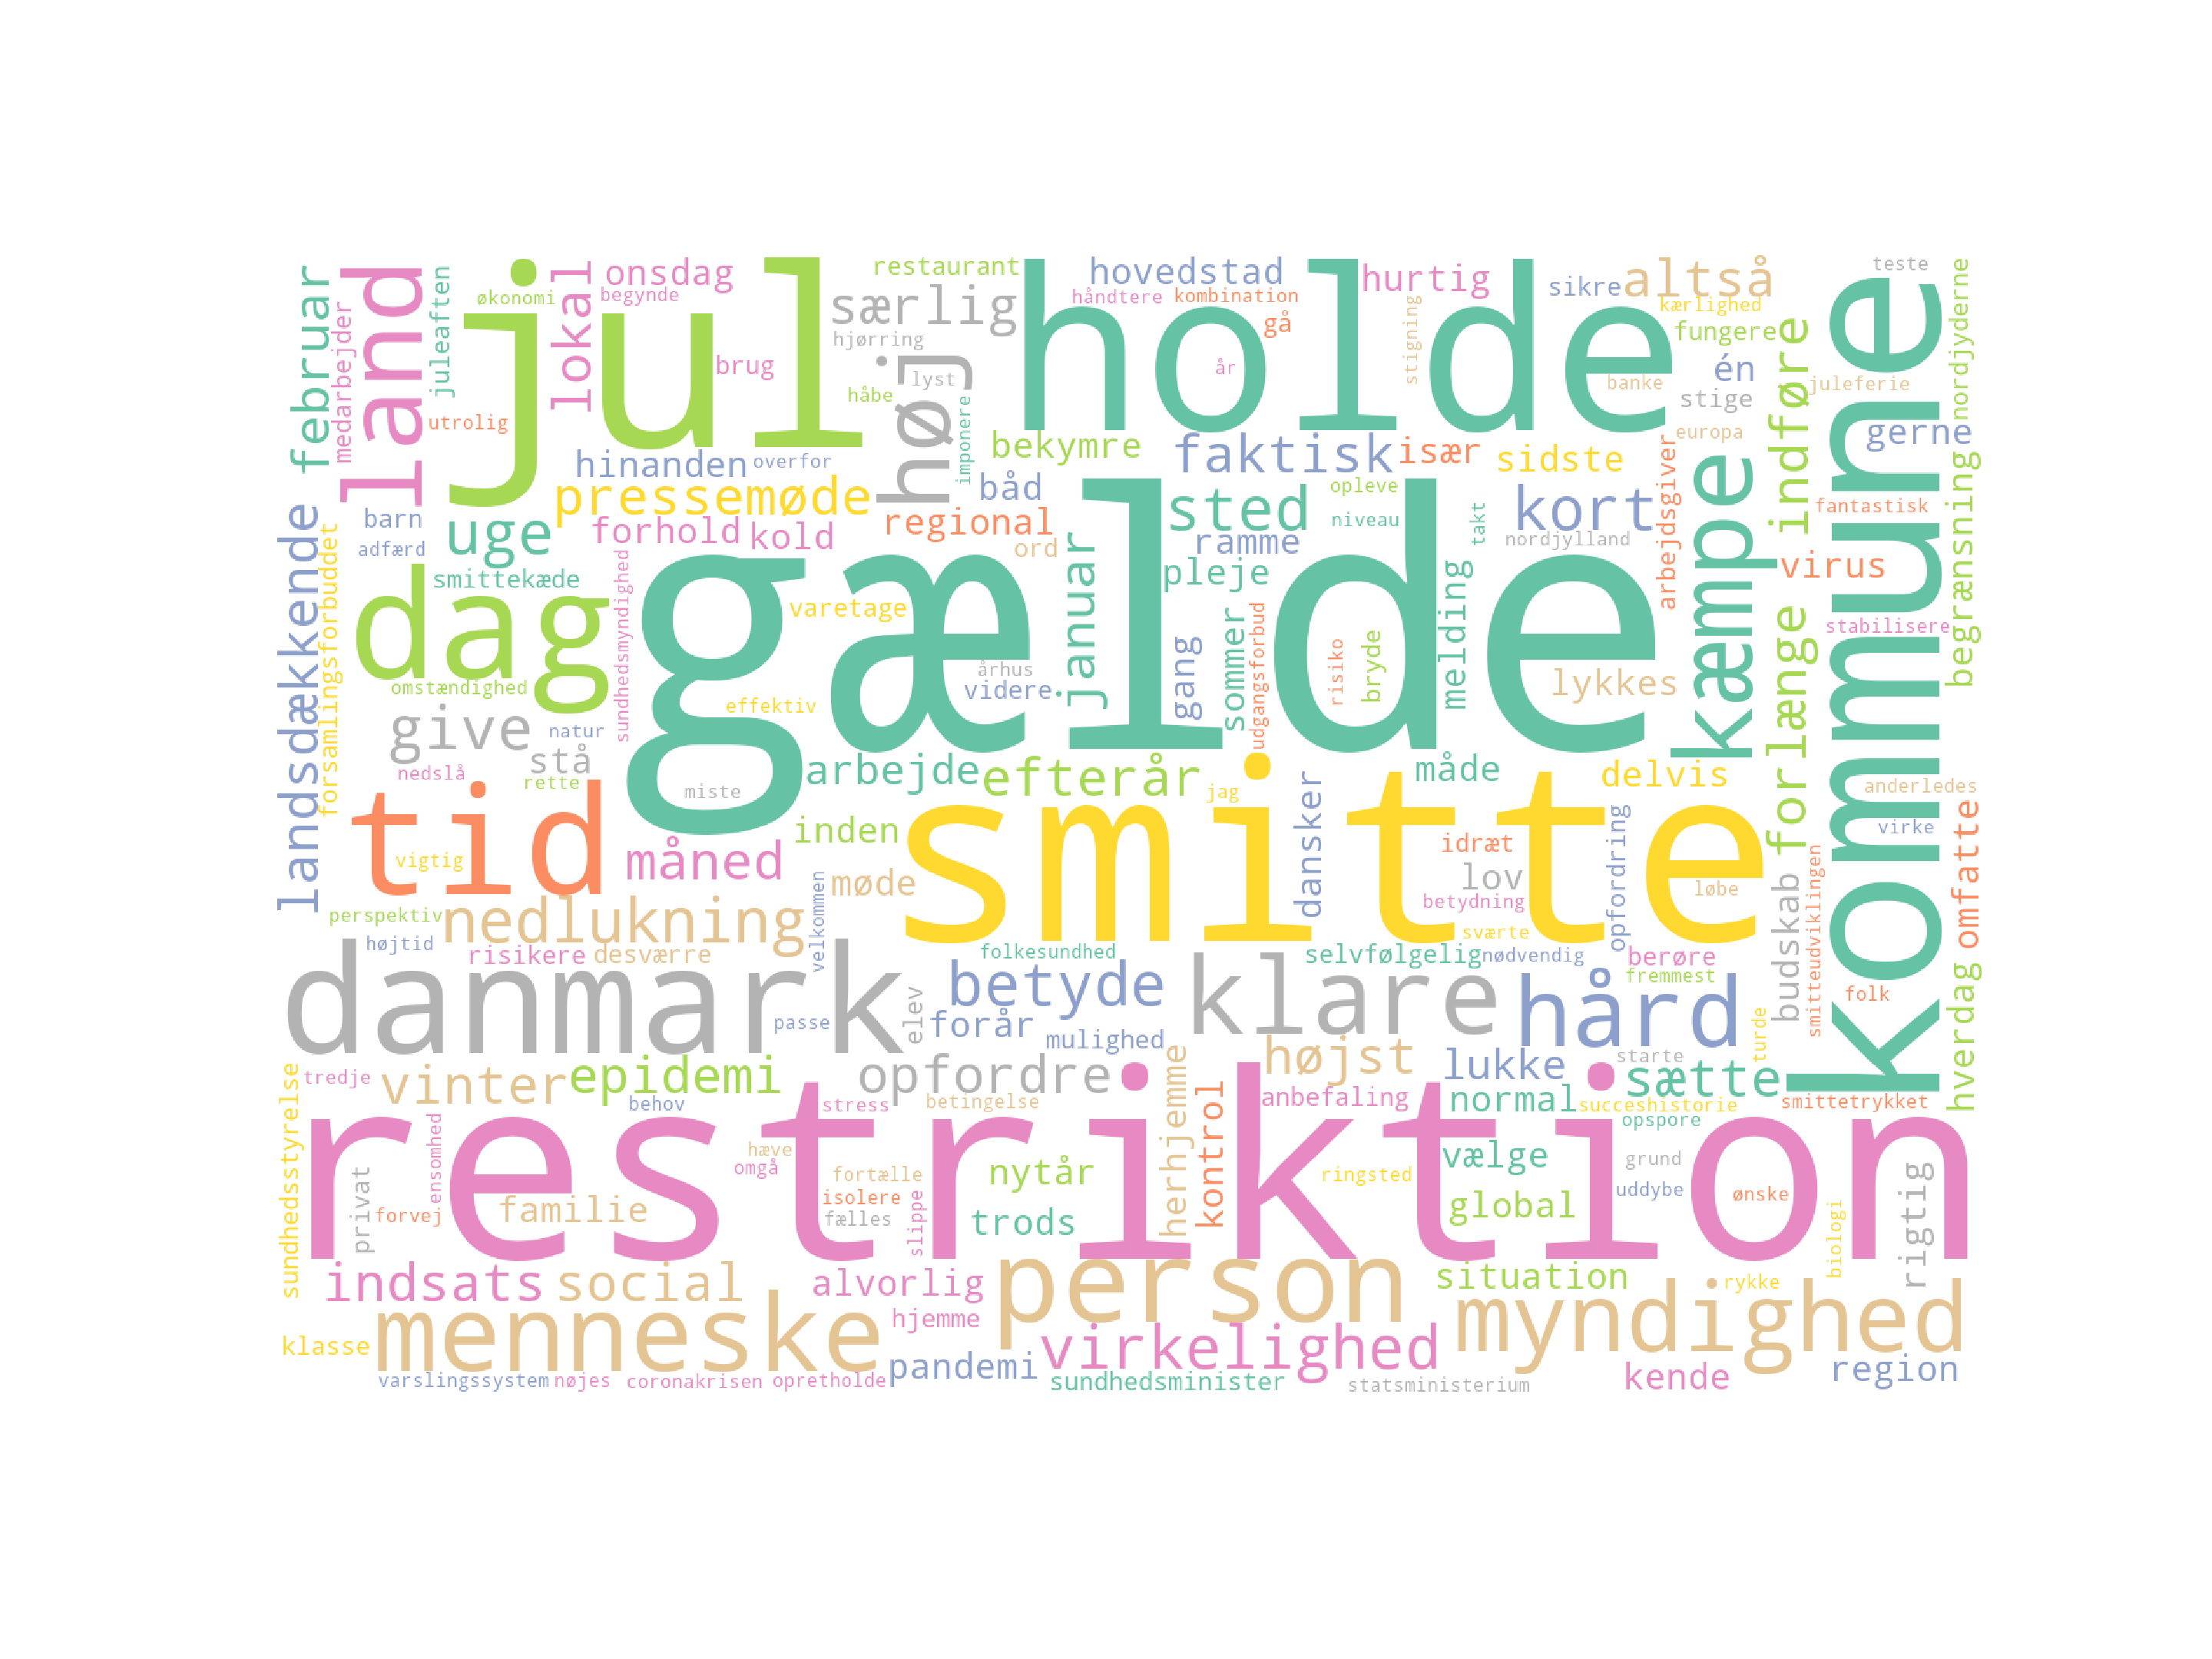 februar
medarbejder
land
juleaften
økonomi
utrolig
jul
lokal
onsdag
begynde
brug
restaurant
særlig
hjørring
håbe
høj
lyst
imponere
holde
hovedstad
håndtere
kombination
gå
år
hurtig
stigning
sikre
altså
teste
kærlighed
fungere
banke
én
stige
juleferie
europa
kommune
nordjyderne
hinanden
overfor
pressemøde
bekymre
båd
faktisk
især
sidste
gerne
indføre
kæmpe
arbejdsgiver
begrænsning
landsdækkende
forsamlingsforbuddet
barn
adfærd
uge
forhold
kold
regional
ord
sted
ramme
opleve
niveau
takt
kort
nordjylland
fantastisk
virus
smittekæde
dag
sundhedsmyndighed
gælde
varetage
januar
pleje
stabilisere
omstændighed
århus
videre
gang
sommer
udgangsforbud
risiko
bryde
melding
lykkes
forlænge
give
natur
effektiv
stå
nedslå
rette
miste
arbejde
efterår
jag
måde
delvis
anderledes
tid
vigtig
måned
inden
smitte
dansker
idræt
opfordring
virke
omfatte
møde
velkommen
lov
betydning
løbe
budskab
smitteudviklingen
perspektiv
nedlukning
højtid
risikere
desværre
folkesundhed
selvfølgelig
sværte
nødvendig
berøre
fremmest
folk
hverdag
danmark
passe
elev
betyde
forår
mulighed
klare
hård
turde
sundhedsstyrelse
tredje
vinter
epidemi
behov
stress
opfordre
betingelse
herhjemme
højst
anbefaling
lukke
normal
starte
sætte
succeshistorie
opspore
smittetrykket
restriktion
privat
ensomhed
forvej
familie
hæve
omgå
fortælle
isolere
fælles
slippe
nytår
trods
kontrol
ringsted
vælge
global
grund
uddybe
ønske
biologi
rigtig
indsats
social
alvorlig
hjemme
person
situation
rykke
klasse
menneske
virkelighed
myndighed
varslingssystem
nøjes
coronakrisen
opretholde
pandemi
sundhedsminister
statsministerium
kende
region